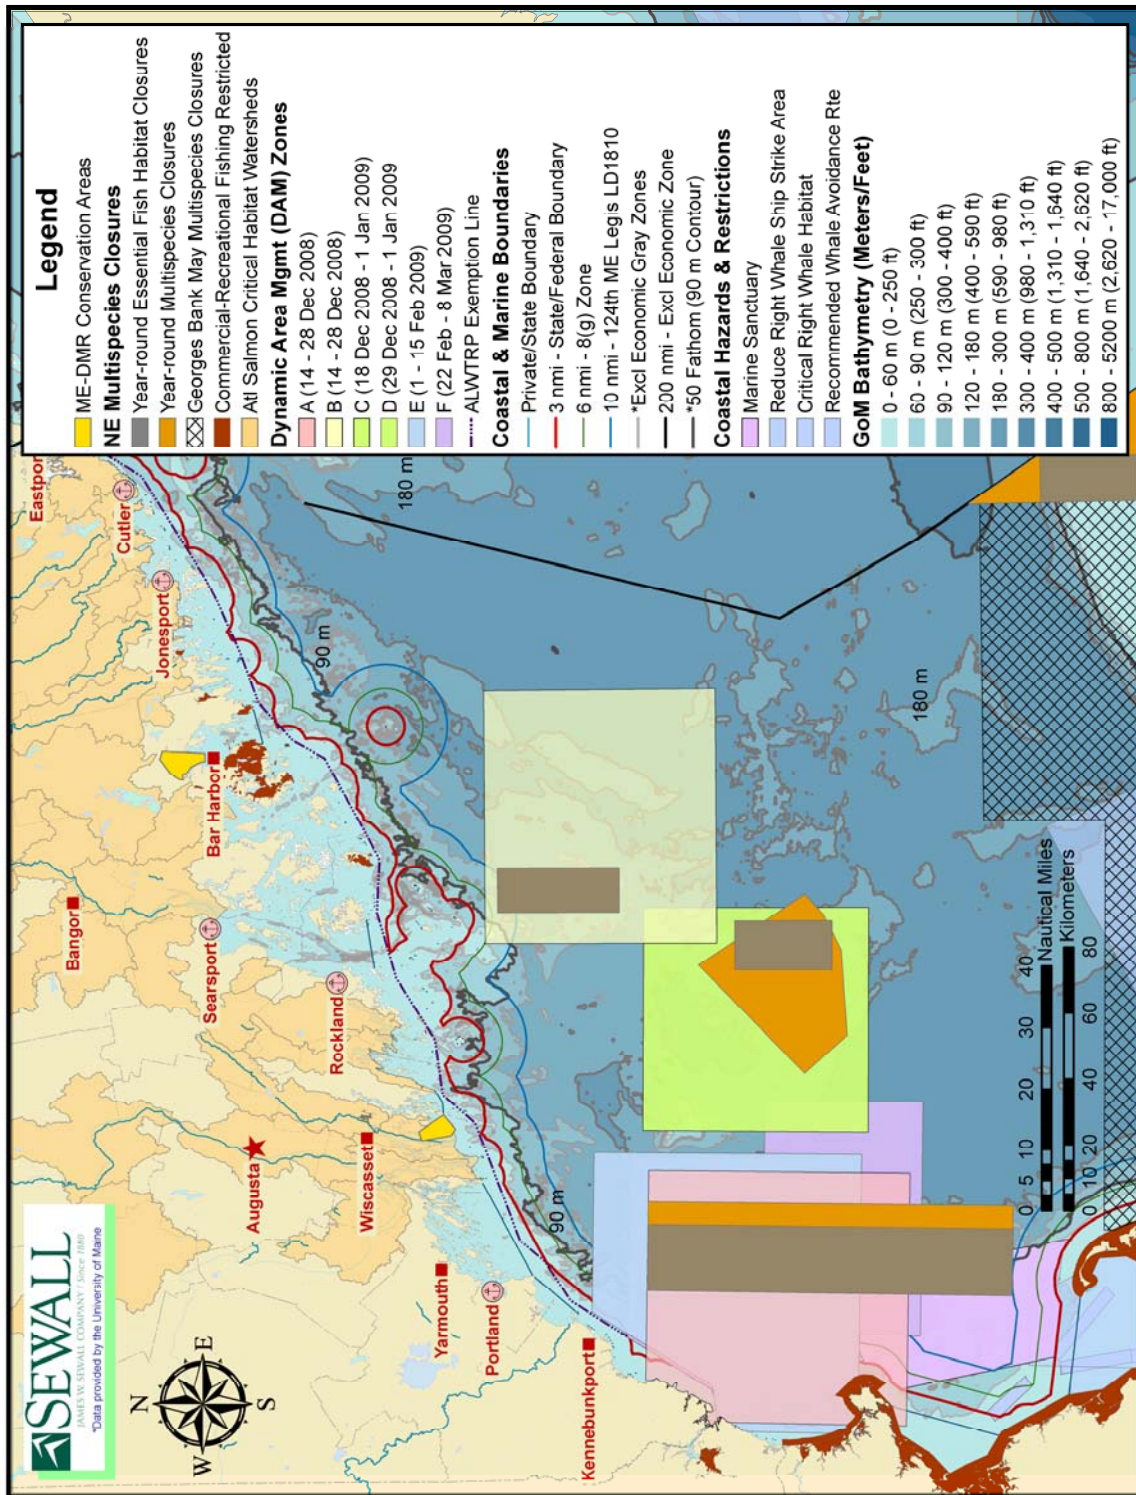 SEWALL
JAMES W. SEWALL COMPANY / Since 1880
*Data provided by the University of Maine
N
W
E
S
Eastpor
Cutler
Jonesport
Bangor
Bar Harbor
Searsport
Rockland
Augusta
Wiscasset
Yarmouth
Portland
Kennebunkport
90 m
90 m
180 m
180 m
0 5 10 20 30 40
Nautical Miles
0 10 20 40 60 80
Kilometers
Legend
ME-DMR Conservation Areas
NE Multispecies Closures
Year-round Essential Fish Habitat Closures
Year-round Multispecies Closures
Georges Bank May Multispecies Closures
Commercial-Recreational Fishing Restricted
Atl Salmon Critical Habitat Watersheds
Dynamic Area Mgmt (DAM) Zones
A (14 - 28 Dec 2008)
B (14 - 28 Dec 2008)
C (18 Dec 2008 - 1 Jan 2009)
D (29 Dec 2008 - 1 Jan 2009
E (1 - 15 Feb 2009)
F (22 Feb - 8 Mar 2009)
ALWTRP Exemption Line
Coastal & Marine Boundaries
Private/State Boundary
3 nmi - State/Federal Boundary
6 nmi - 8(g) Zone
10 nmi - 124th ME Legis LD1810
*Excl Economic Gray Zones
200 nmi - Excl Economic Zone
*50 Fathom (90 m Contour)
Coastal Hazards & Restrictions
Marine Sanctuary
Reduce Right Whale Ship Strike Area
Critical Right Whale Habitat
Recommended Whale Avoidance Rte
GoM Bathymetry (Meters/Feet)
0 - 60 m (0 - 250 ft)
60 - 90 m (250 - 300 ft)
90 - 120 m (300 - 400 ft)
120 - 180 m (400 - 590 ft)
180 - 300 m (590 - 980 ft)
300 - 400 m (980 - 1,310 ft)
400 - 500 m (1,310 - 1,640 ft)
500 - 800 m (1,640 - 2,620 ft)
800 - 5200 m (2,620 - 17,000 ft)